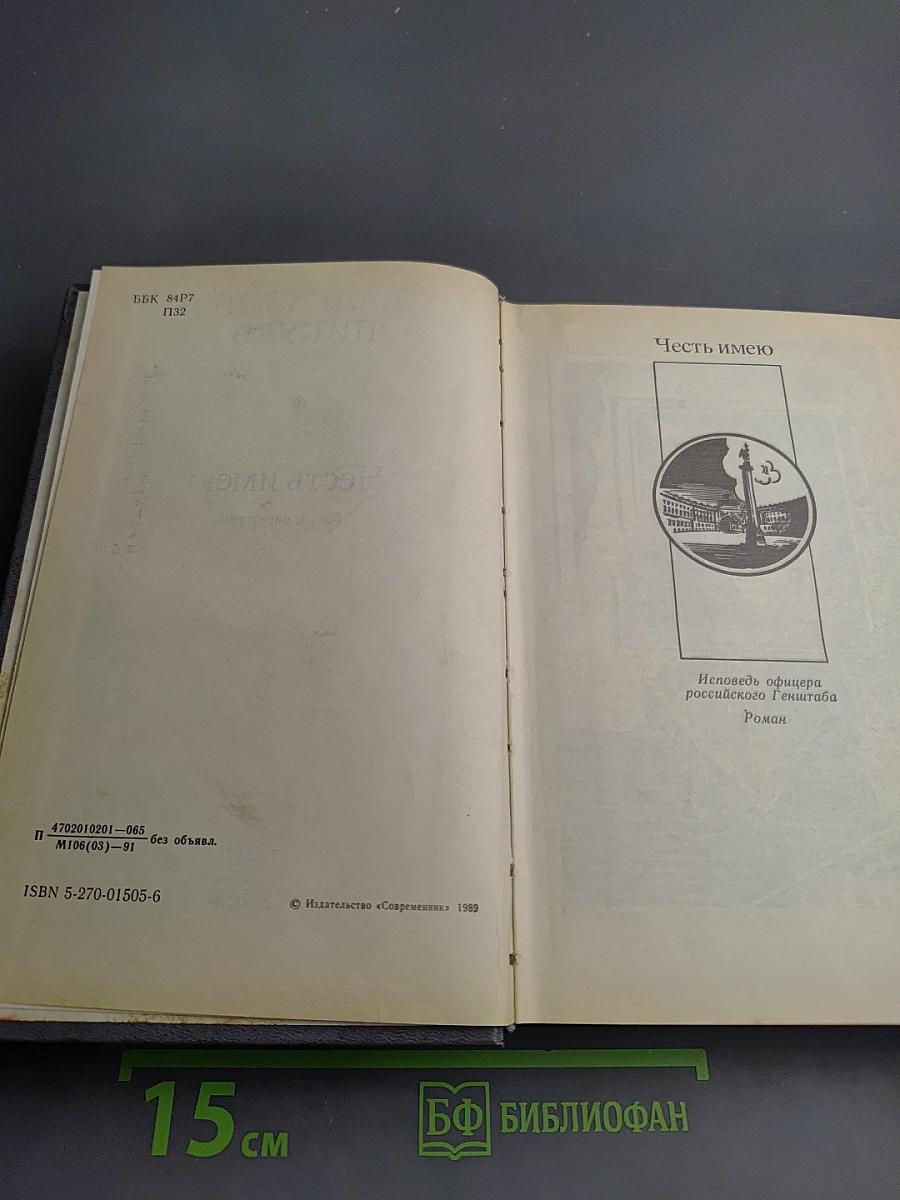 ББК 84Р7
П32
П 4702010201—065
М106(03)—91 без объявл.
ISBN 5-270-01505-6
© Издательство «Современник» 1989
Честь имею
Исповедь офицера
российского Генштаба
Роман
15 см
БФ БИБЛИОФАН